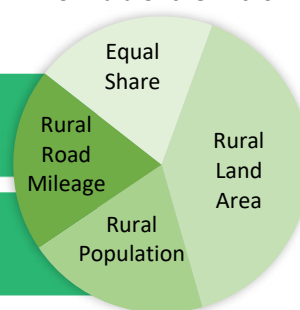 Equal
Share
Rural
Road
Mileage
Rural
Land
Area
Rural
Population